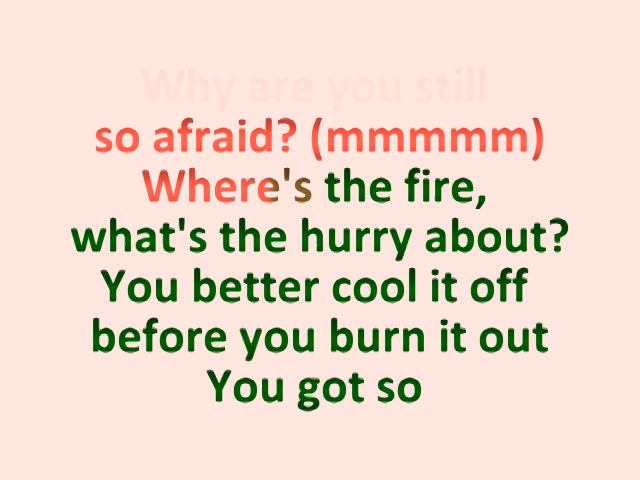 Why are you still
so afraid? (mmmmm)
Where's the fire,
what's the hurry about?
You better cool it off
before you burn it out
You got so